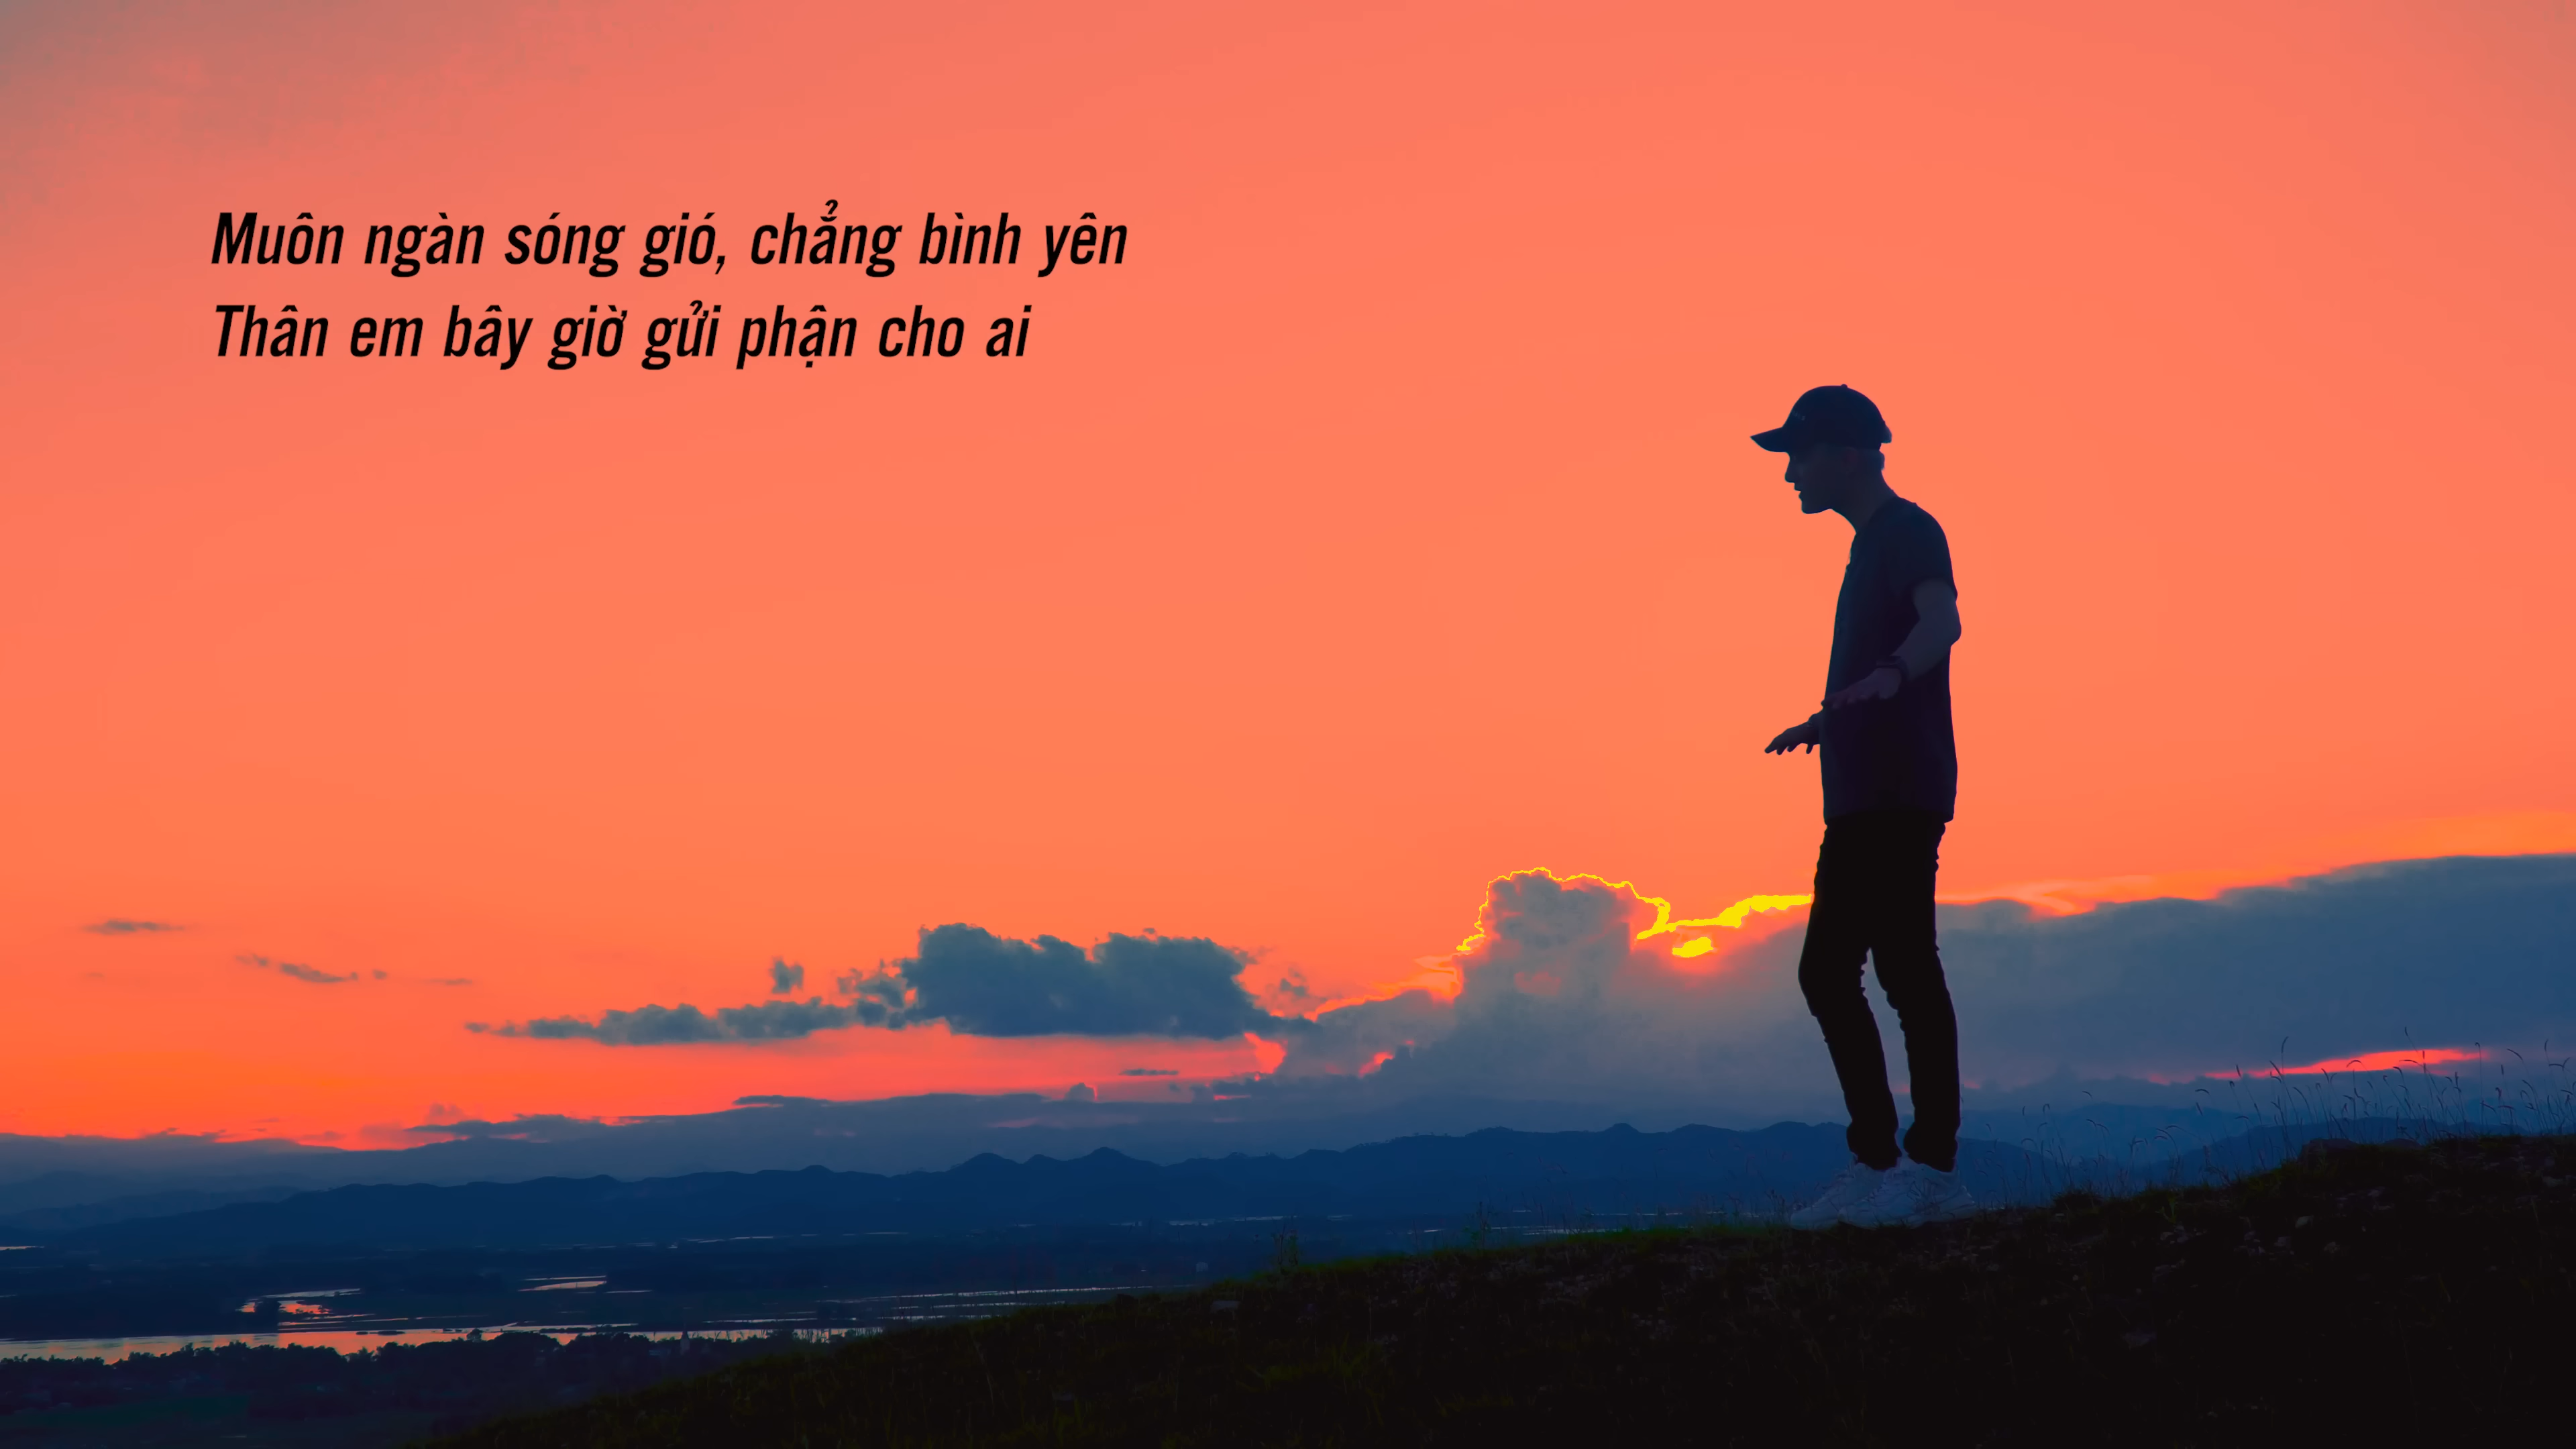 Muôn ngàn sóng gió, chẳng bình yên
Thân em bây giờ gửi phận cho ai